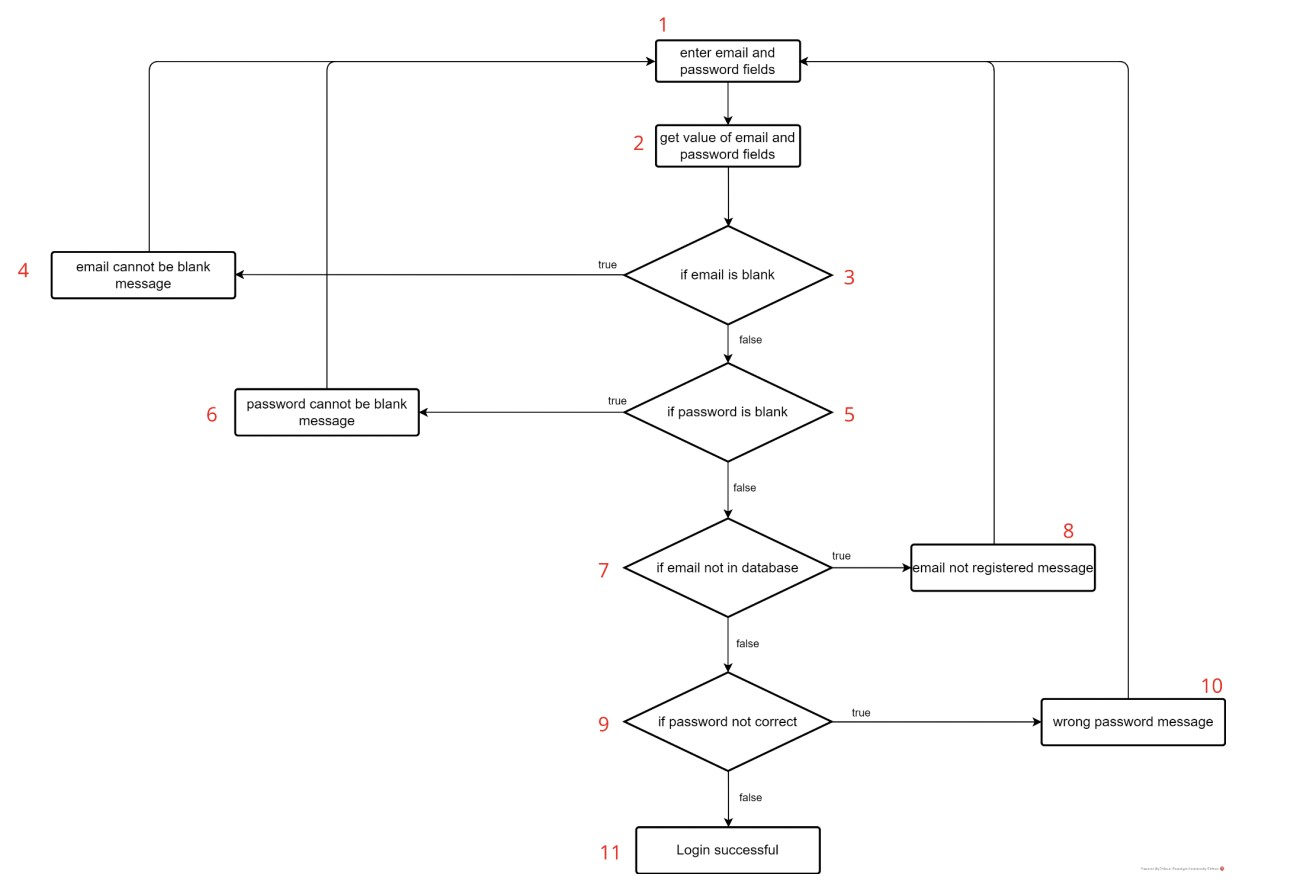 1
enter email and
password fields
2
get value of email and
password fields
true
if email is blank
3
4
email cannot be blank
message
false
true
if password is blank
5
6
password cannot be blank
message
false
7
if email not in database
true
8
email not registered message
false
9
if password not correct
true
10
wrong password message
false
11
Login successful